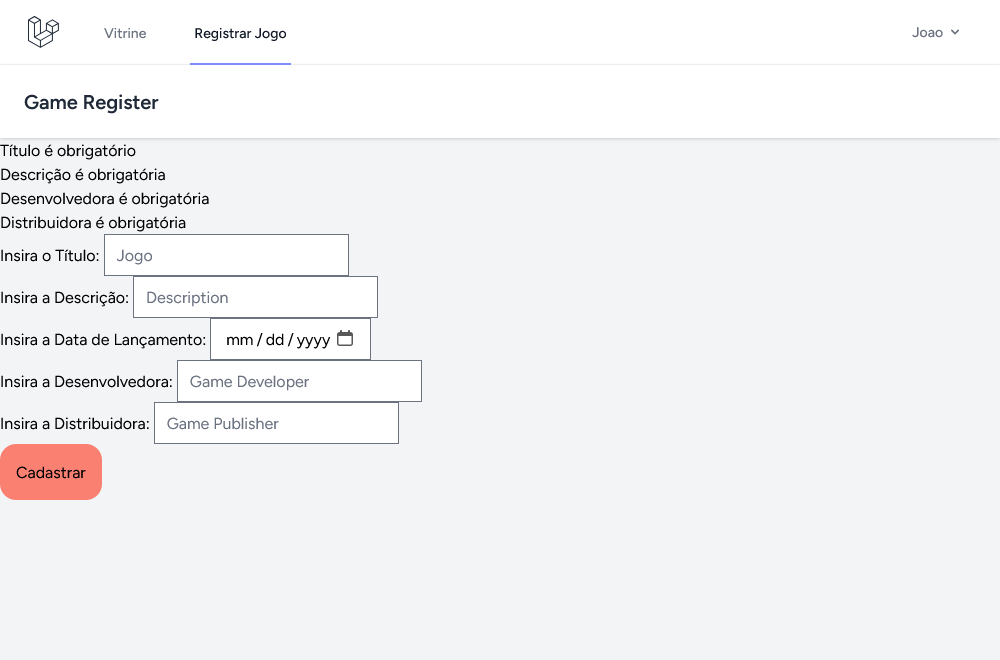 Vitrine Registrar Jogo Joao
Game Register
Título é obrigatório
Descrição é obrigatória
Desenvolvedora é obrigatória
Distribuidora é obrigatória
Insira o Título: Jogo
Insira a Descrição: Description
Insira a Data de Lançamento: mm / dd / yyyy
Insira a Desenvolvedora: Game Developer
Insira a Distribuidora: Game Publisher
Cadastrar